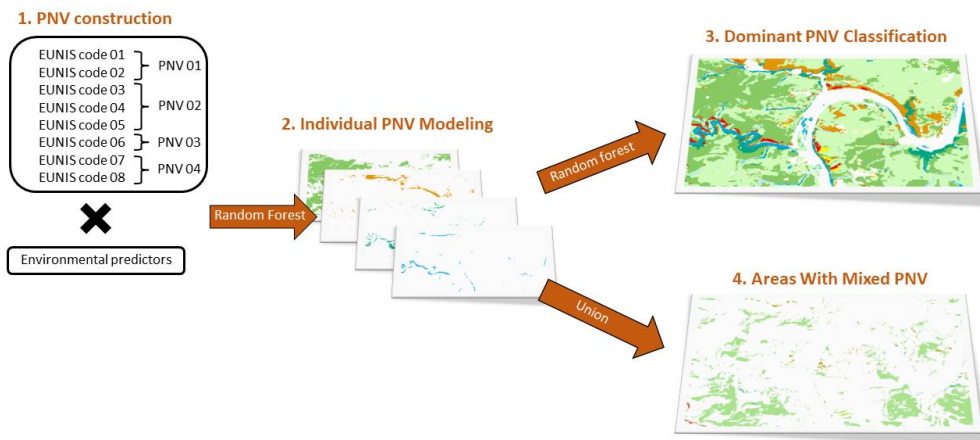 1. PNV construction
EUNIS code 01
EUNIS code 02
PNV 01
EUNIS code 03
EUNIS code 04
EUNIS code 05
PNV 02
EUNIS code 06
PNV 03
EUNIS code 07
EUNIS code 08
PNV 04
Environmental predictors
Random Forest
2. Individual PNV Modeling
Random forest
Union
3. Dominant PNV Classification
4. Areas With Mixed PNV